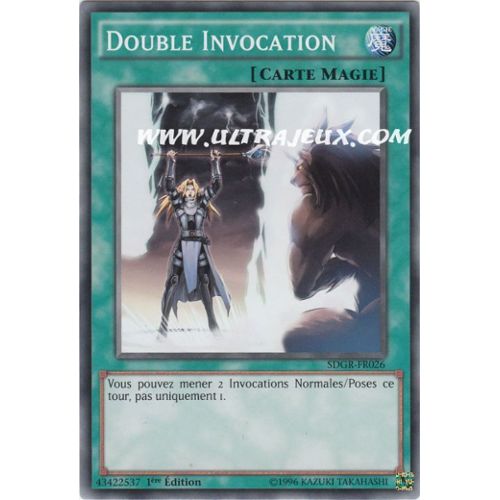 DOUBLE INVOCATION
[CARTE MAGIE]
WWW.ULTRAJEUX.COM
SDGR-FR026
Vous pouvez mener 2 Invocations Normales/Poses ce
tour, pas uniquement 1.
43422537
1ère Édition
©1996 KAZUKI TAKAHASHI